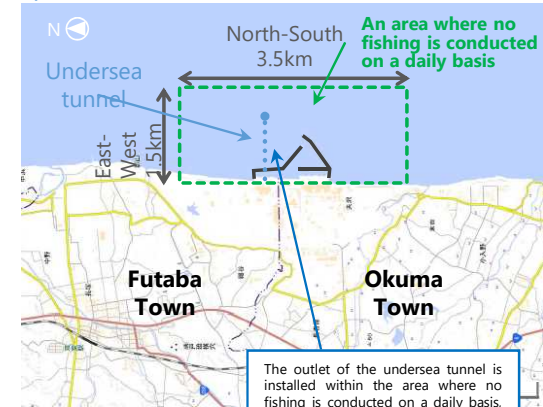 N
North-South
3.5km
An area where no
fishing is conducted
on a daily basis
Undersea
tunnel
East-
West
1.5km
Futaba
Town
Okuma
Town
The outlet of the undersea tunnel is
installed within the area where no
fishing is conducted on a daily basis.